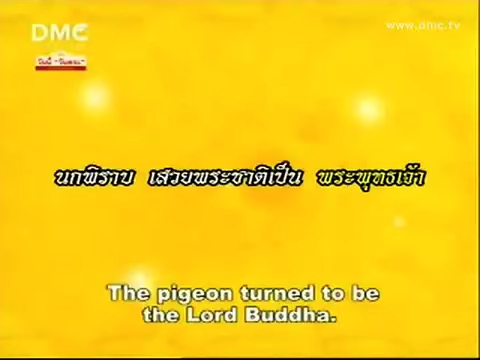 DMC
www.dmc.tv
นกพิราบ เสวยพระชาติเป็น พระพุทธเจ้า
The pigeon turned to be
the Lord Buddha.